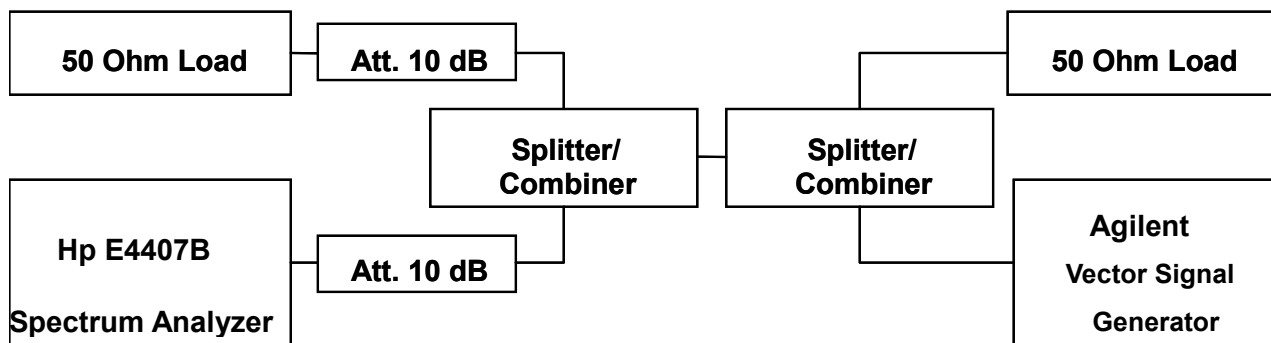 50 Ohm Load
Att. 10 dB
50 Ohm Load
Splitter/
Combiner
Splitter/
Combiner
Hp E4407B
Spectrum Analyzer
Att. 10 dB
Agilent
Vector Signal
Generator